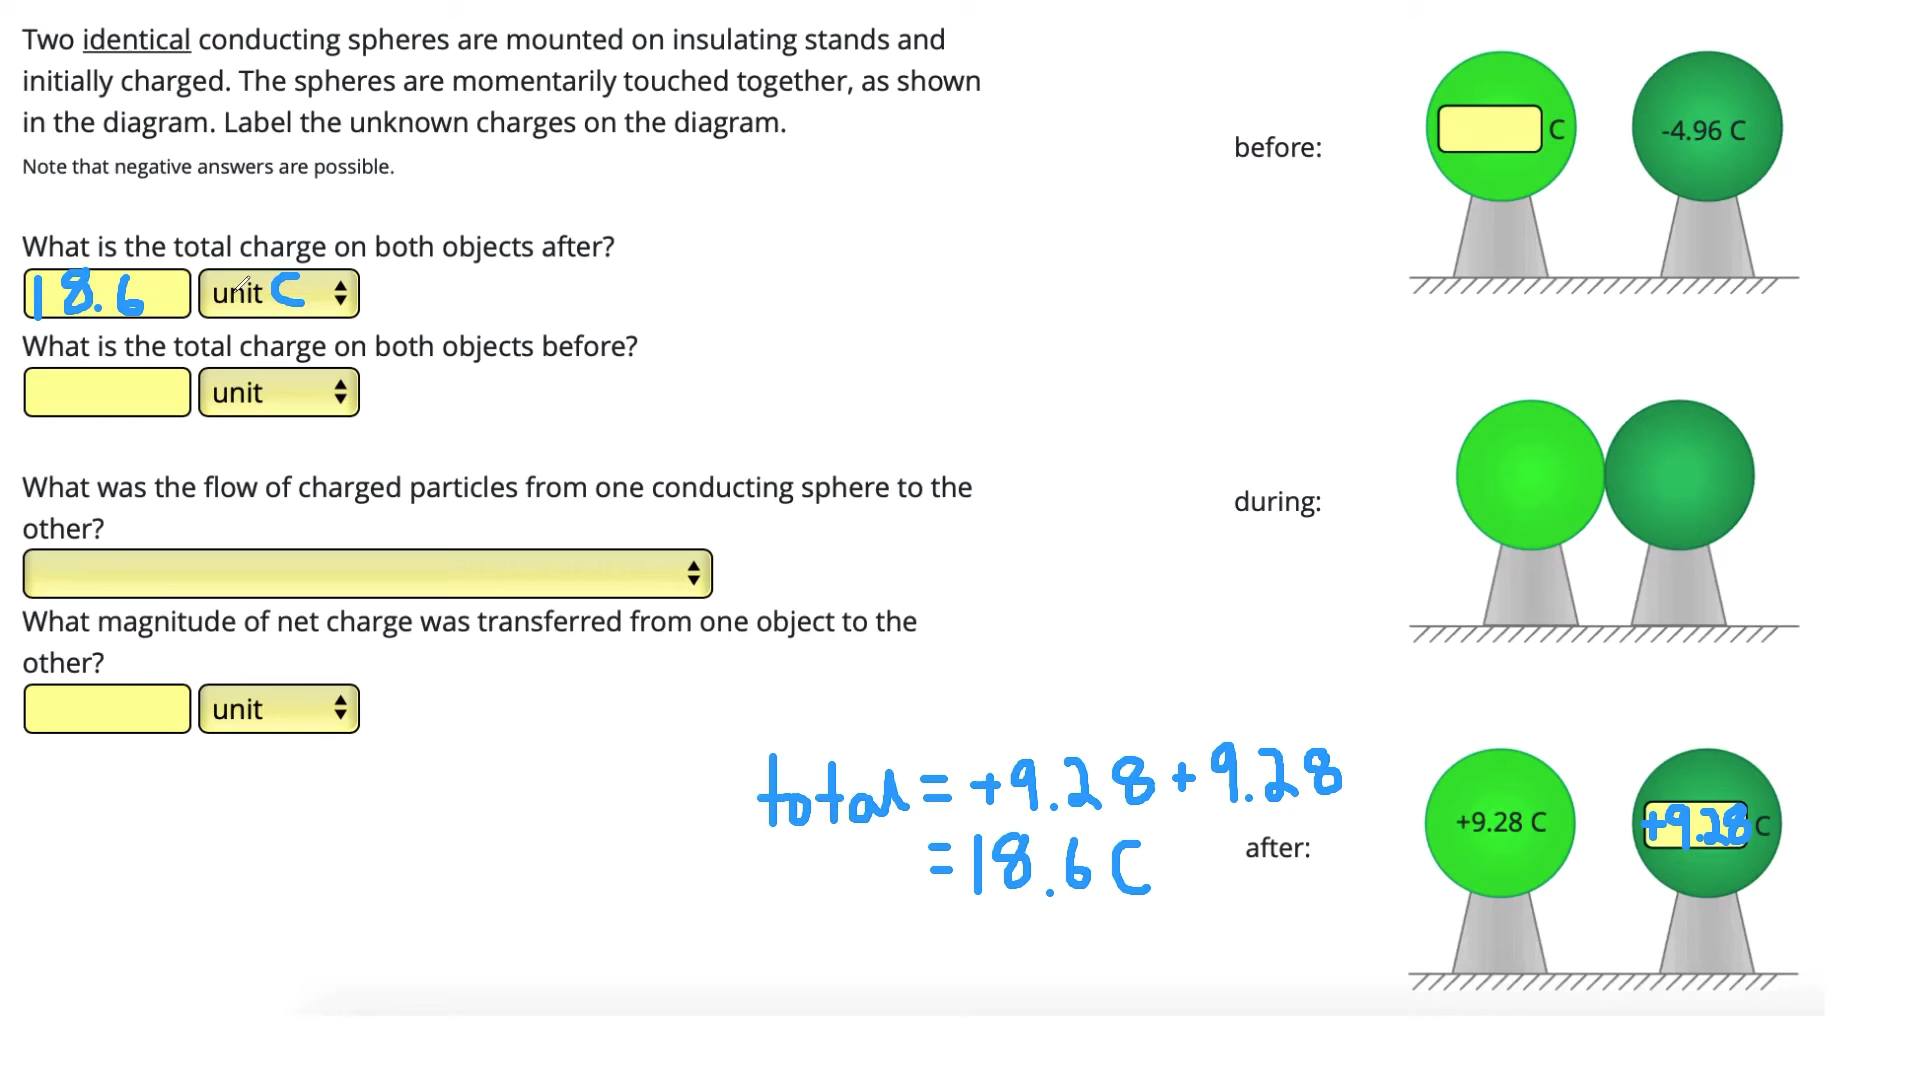 Two identical conducting spheres are mounted on insulating stands and
initially charged. The spheres are momentarily touched together, as shown
in the diagram. Label the unknown charges on the diagram.
Note that negative answers are possible.
before:
C
-4.96 C
What is the total charge on both objects after?
18.6 unit C
What is the total charge on both objects before?
unit
What was the flow of charged particles from one conducting sphere to the
other?
during:
What magnitude of net charge was transferred from one object to the
other?
unit
total = +9.28 + 9.28
= 18.6 C
after:
+9.28 C
+9.28 C